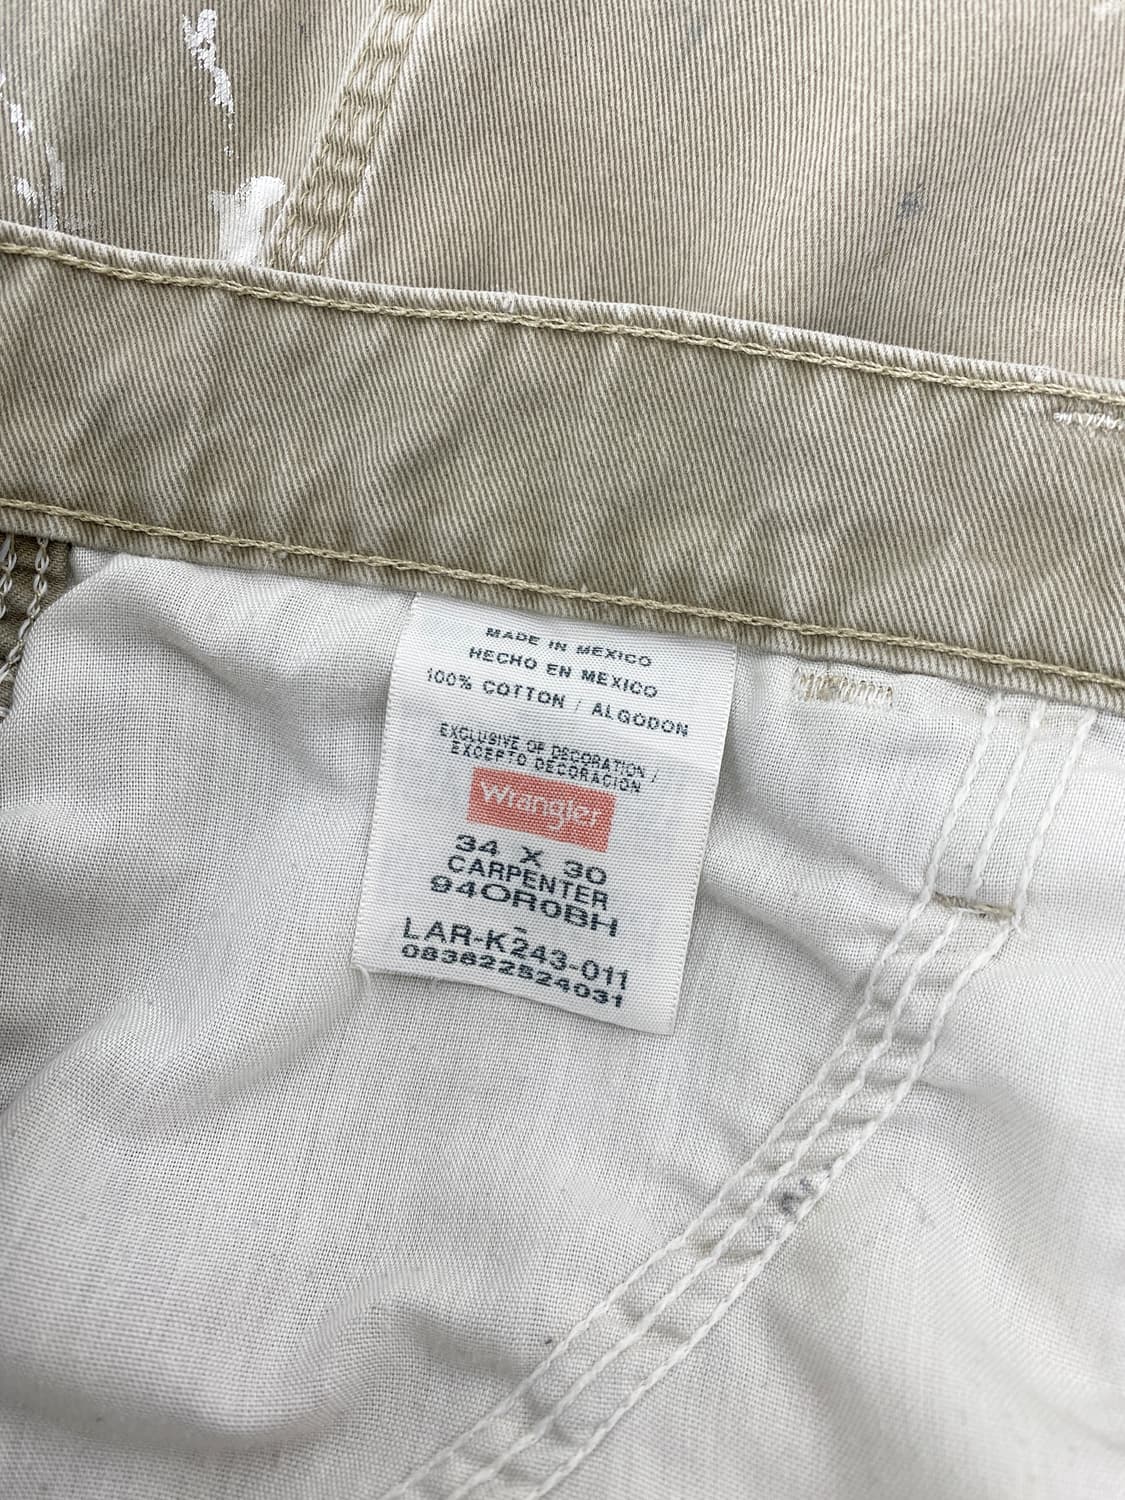 MADE IN MEXICO
HECHO EN MEXICO
100% COTTON / ALGODON
EXCLUSIVE OF DECORATION /
EXCEPTO DECORACION
Wrangler
34 X 30
CARPENTER
94OR0BH
-
LAR-K243-011
083622524031